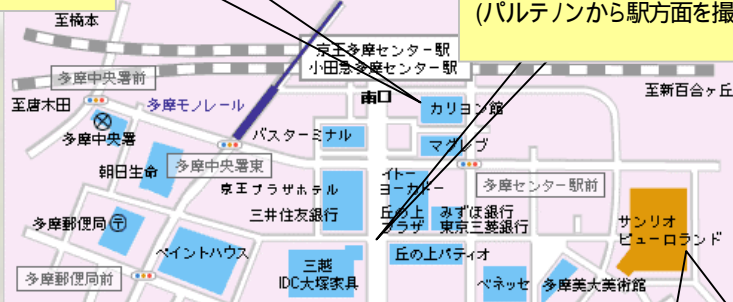 (パルテノンから駅方面を撮
至橋本
京王多摩センター駅
小田急多摩センター駅
多摩中央署前
至唐木田
多摩モノレール
南口
カリヨン館
至新百合ヶ丘
多摩中央署
バスターミナル
マグレブ
朝日生命
多摩中央署東
イトー
ヨーカドー
京王プラザホテル
多摩センター駅前
三井住友銀行
丘の上
プラザ
みずほ銀行
東京三菱銀行
多摩郵便局
サンリオ
ピューロランド
ペイントハウス
三越
IDC大塚家具
丘の上パティオ
多摩郵便局前
ベネッセ
多摩美大美術館